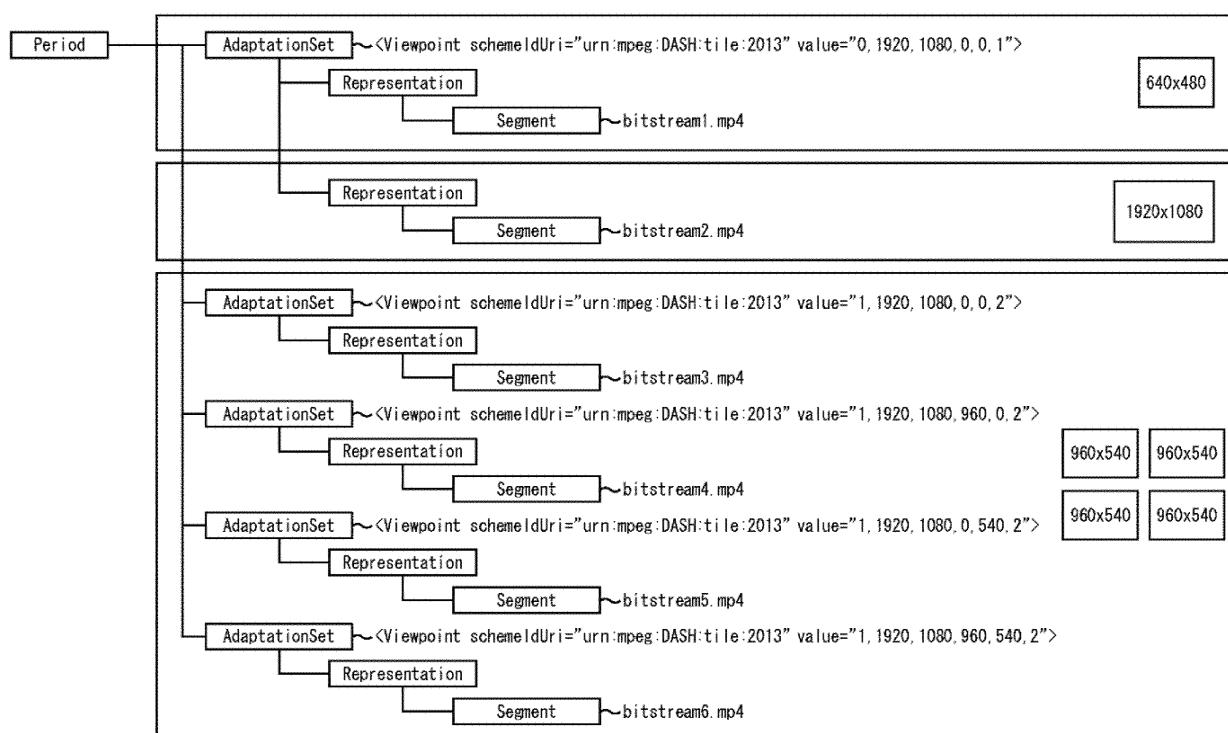 Period
AdaptationSet <Viewpoint schemeIdUri="urn:mpeg:DASH:tile:2013" value="0,1920,1080,0,0,1">
Representation
640x480
Segment bitstream1.mp4
Representation
1920x1080
Segment bitstream2.mp4
AdaptationSet <Viewpoint schemeIdUri="urn:mpeg:DASH:tile:2013" value="1,1920,1080,0,0,2">
Representation
Segment bitstream3.mp4
AdaptationSet <Viewpoint schemeIdUri="urn:mpeg:DASH:tile:2013" value="1,1920,1080,960,0,2">
Representation
960x540 960x540
Segment bitstream4.mp4
960x540 960x540
AdaptationSet <Viewpoint schemeIdUri="urn:mpeg:DASH:tile:2013" value="1,1920,1080,0,540,2">
Representation
Segment bitstream5.mp4
AdaptationSet <Viewpoint schemeIdUri="urn:mpeg:DASH:tile:2013" value="1,1920,1080,960,540,2">
Representation
Segment bitstream6.mp4